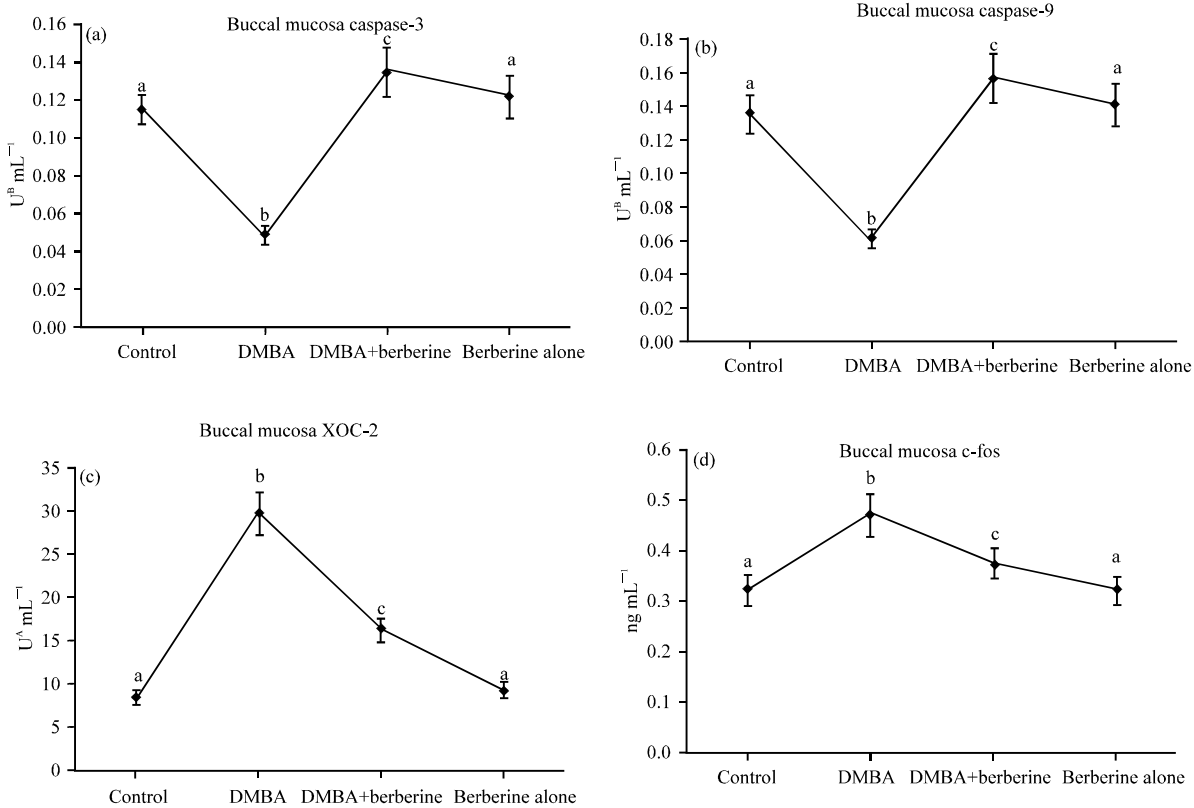 Buccal mucosa caspase-3
(a)
0.16
0.14
0.12
0.10
0.08
0.06
0.04
0.02
0.00
Uᴮ mL⁻¹
a
b
c
a
Control
DMBA
DMBA+berberine
Berberine alone
Buccal mucosa caspase-9
(b)
0.18
0.16
0.14
0.12
0.10
0.08
0.06
0.04
0.02
0.00
Uᴮ mL⁻¹
a
b
c
a
Control
DMBA
DMBA+berberine
Berberine alone
Buccal mucosa XOC-2
(c)
35
30
25
20
15
10
5
0
Uᴬ mL⁻¹
a
b
c
a
Control
DMBA
DMBA+berberine
Berberine alone
Buccal mucosa c-fos
(d)
0.6
0.5
0.4
0.3
0.2
0.1
0.0
ng mL⁻¹
a
b
c
a
Control
DMBA
DMBA+berberine
Berberine alone